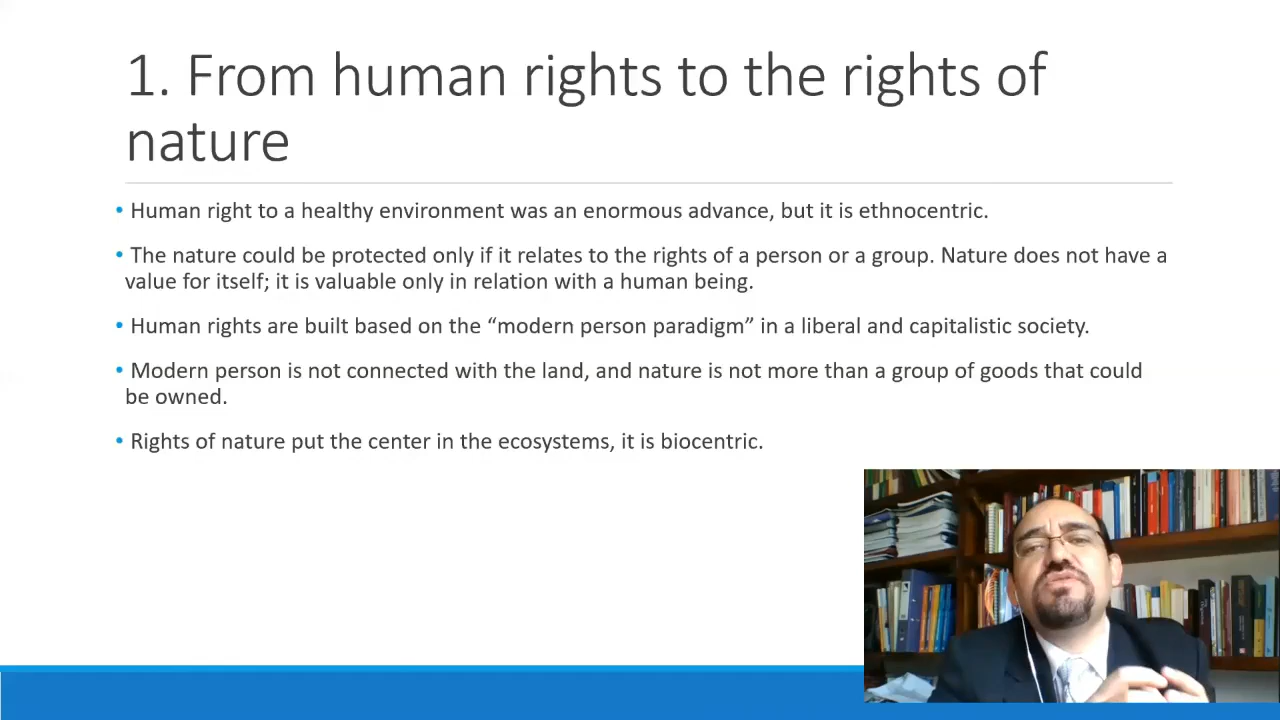 1. From human rights to the rights of
nature
• Human right to a healthy environment was an enormous advance, but it is ethnocentric.
• The nature could be protected only if it relates to the rights of a person or a group. Nature does not have a
value for itself; it is valuable only in relation with a human being.
• Human rights are built based on the “modern person paradigm” in a liberal and capitalistic society.
• Modern person is not connected with the land, and nature is not more than a group of goods that could
be owned.
• Rights of nature put the center in the ecosystems, it is biocentric.